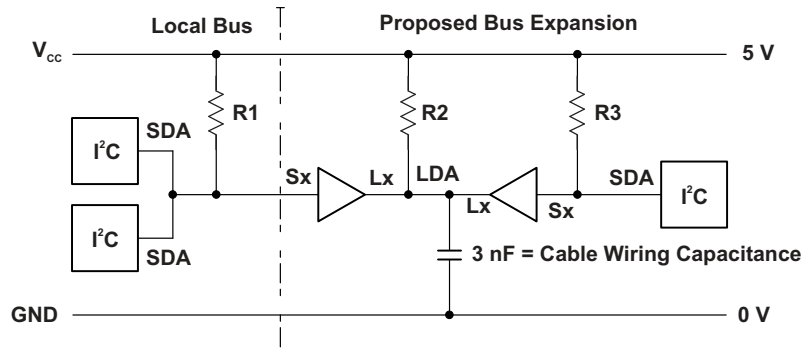 Local Bus
Proposed Bus Expansion
VCC
5 V
R1
R2
R3
SDA
I²C
Sx
Lx
LDA
Lx
Sx
SDA
I²C
I²C
SDA
3 nF = Cable Wiring Capacitance
GND
0 V